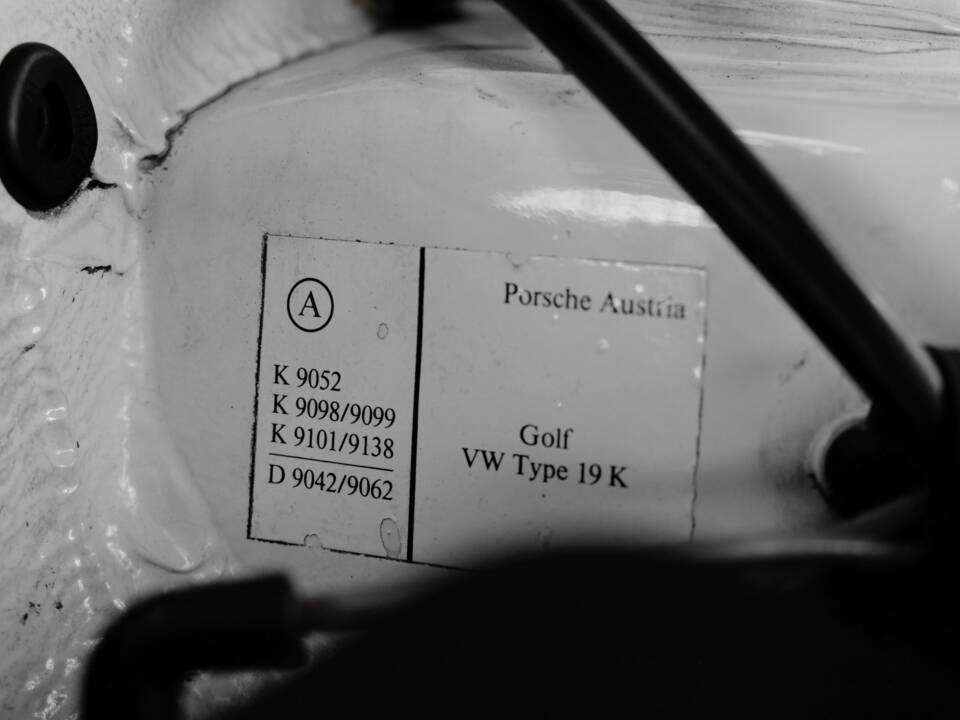 A
K 9052
K 9098/9099
K 9101/9138
D 9042/9062
Porsche Austria
Golf
VW Type 19 K